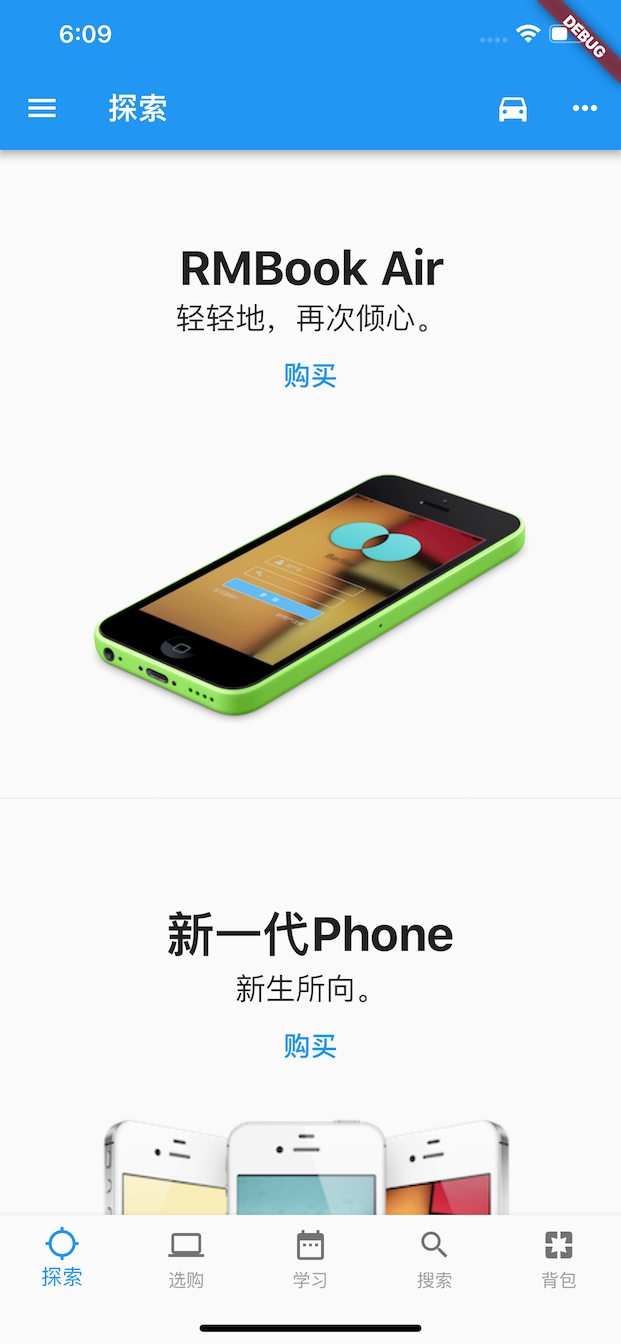 6:09
DEBUG
探索
RMBook Air
轻轻地，再次倾心。
购买
新一代Phone
新生所向。
购买
探索
选购
学习
搜索
背包